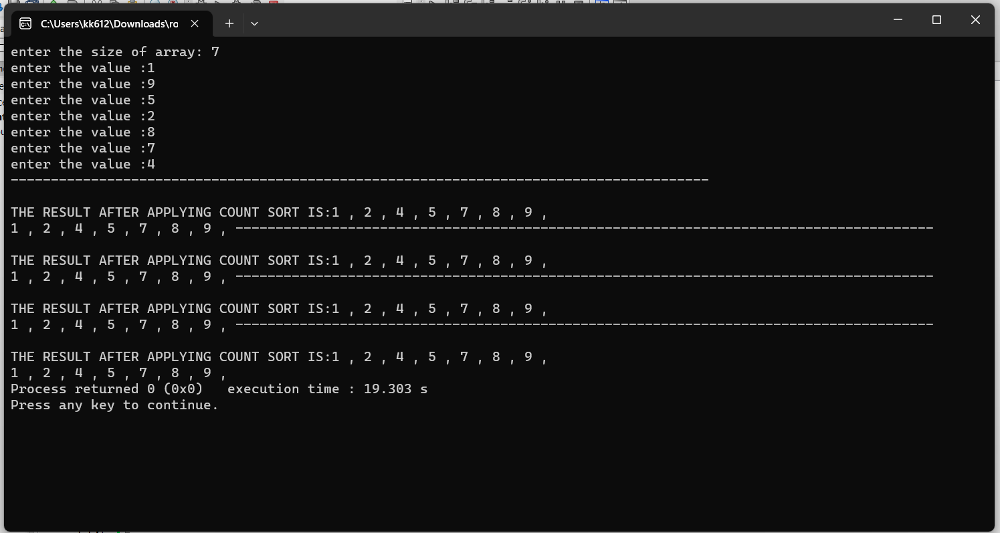 C:\Users\kk612\Downloads\ro
enter the size of array: 7
enter the value :1
enter the value :9
enter the value :5
enter the value :2
enter the value :8
enter the value :7
enter the value :4
---------------------------------------------------------------------------------------
THE RESULT AFTER APPLYING COUNT SORT IS:1 , 2 , 4 , 5 , 7 , 8 , 9 ,
1 , 2 , 4 , 5 , 7 , 8 , 9 , ---------------------------------------------------------------------------------------
THE RESULT AFTER APPLYING COUNT SORT IS:1 , 2 , 4 , 5 , 7 , 8 , 9 ,
1 , 2 , 4 , 5 , 7 , 8 , 9 , ---------------------------------------------------------------------------------------
THE RESULT AFTER APPLYING COUNT SORT IS:1 , 2 , 4 , 5 , 7 , 8 , 9 ,
1 , 2 , 4 , 5 , 7 , 8 , 9 , ---------------------------------------------------------------------------------------
THE RESULT AFTER APPLYING COUNT SORT IS:1 , 2 , 4 , 5 , 7 , 8 , 9 ,
1 , 2 , 4 , 5 , 7 , 8 , 9 ,
Process returned 0 (0x0)   execution time : 19.303 s
Press any key to continue.